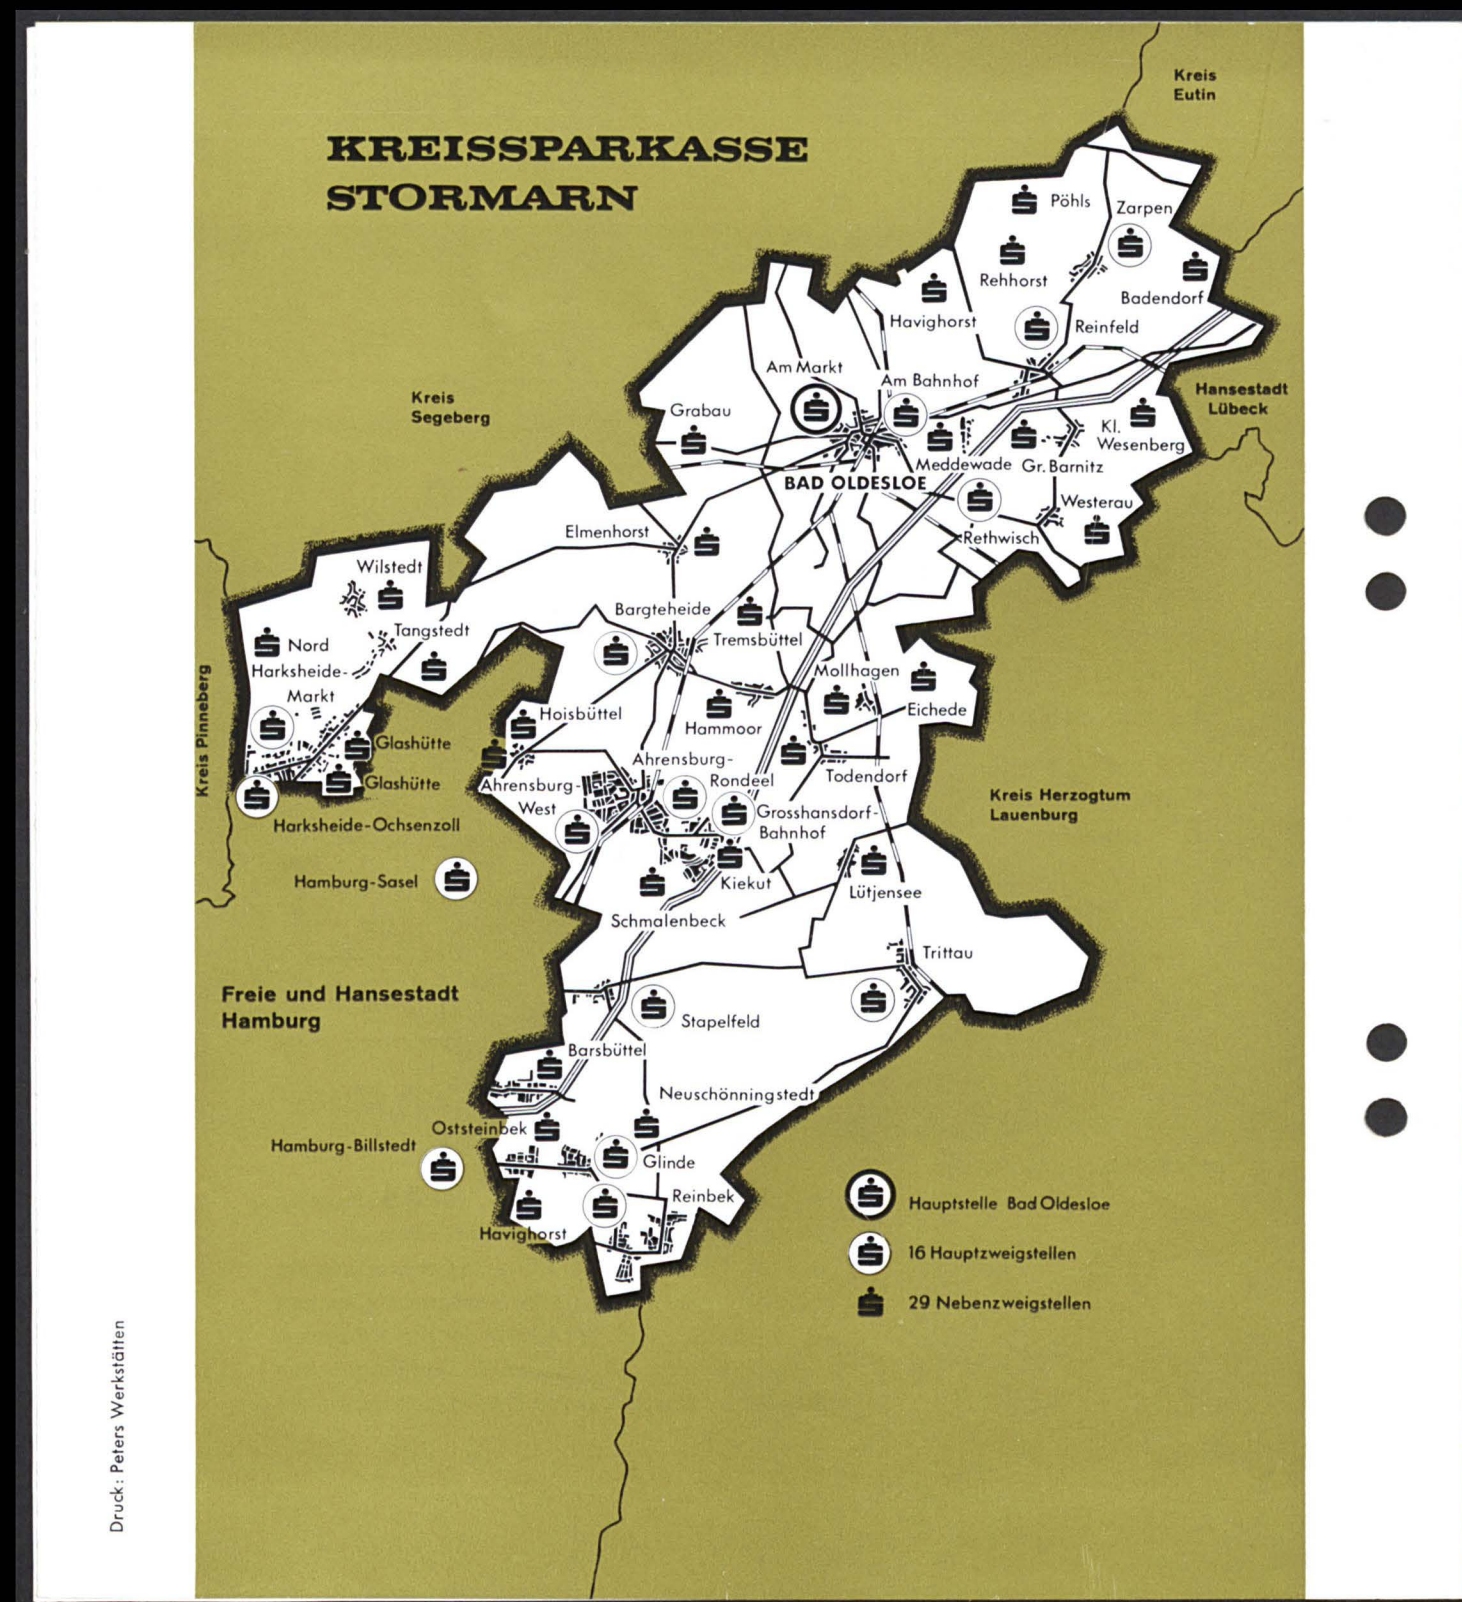 KREISSPARKASSE
STORMARN
Kreis
Eutin
Pöhls
Zarpen
Rehhorst
Badendorf
Havighorst
Reinfeld
Am Markt
Am Bahnhof
Kreis
Segeberg
Hansestadt
Lübeck
Grabau
Kl.
Wesenberg
Meddewade
Gr. Barnitz
BAD OLDESLOE
Westerau
Rethwisch
Elmenhorst
Wilstedt
Bargteheide
Tangstedt
Tremsbüttel
Nord
Harksheide-
Markt
Mollhagen
Eichede
Kreis Pinneberg
Hoisbüttel
Hammoor
Glashütte
Ahrensburg-
Rondeel
Todendorf
Glashütte
Ahrensburg-
West
Kreis Herzogtum
Lauenburg
Grosshansdorf-
Bahnhof
Harksheide-Ochsenzoll
Hamburg-Sasel
Kiekut
Lütjensee
Schmalenbeck
Trittau
Freie und Hansestadt
Hamburg
Stapelfeld
Barsbüttel
Neuschönningstedt
Oststeinbek
Hamburg-Billstedt
Glinde
Reinbek
Havighorst
Hauptstelle Bad Oldesloe
16 Hauptzweigstellen
29 Nebenzweigstellen
Druck: Peters Werkstätten